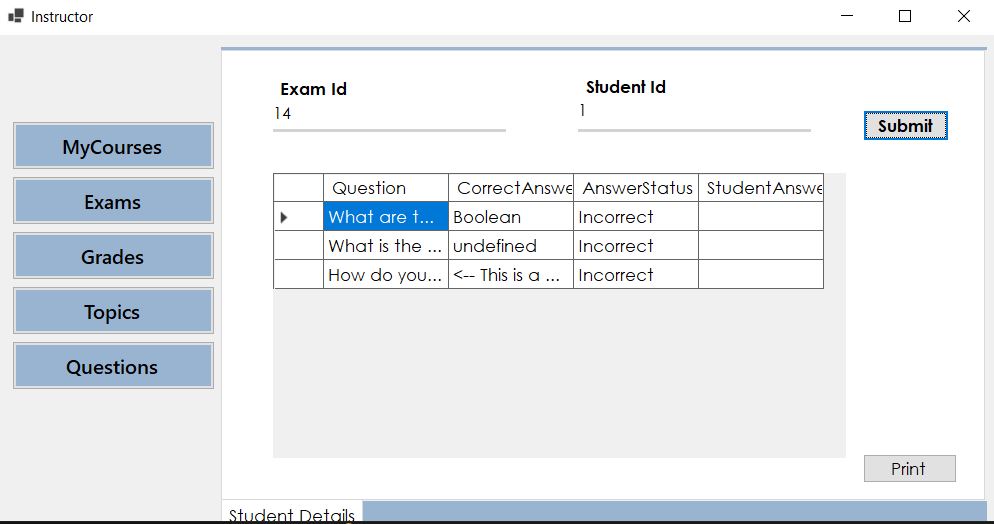 Instructor
Exam Id
Student Id
14
1
Submit
MyCourses
Exams
Grades
Topics
Questions
Question CorrectAnswe AnswerStatus StudentAnswe
What are t... Boolean Incorrect
What is the ... undefined Incorrect
How do you... <-- This is a ... Incorrect
Print
Student Details